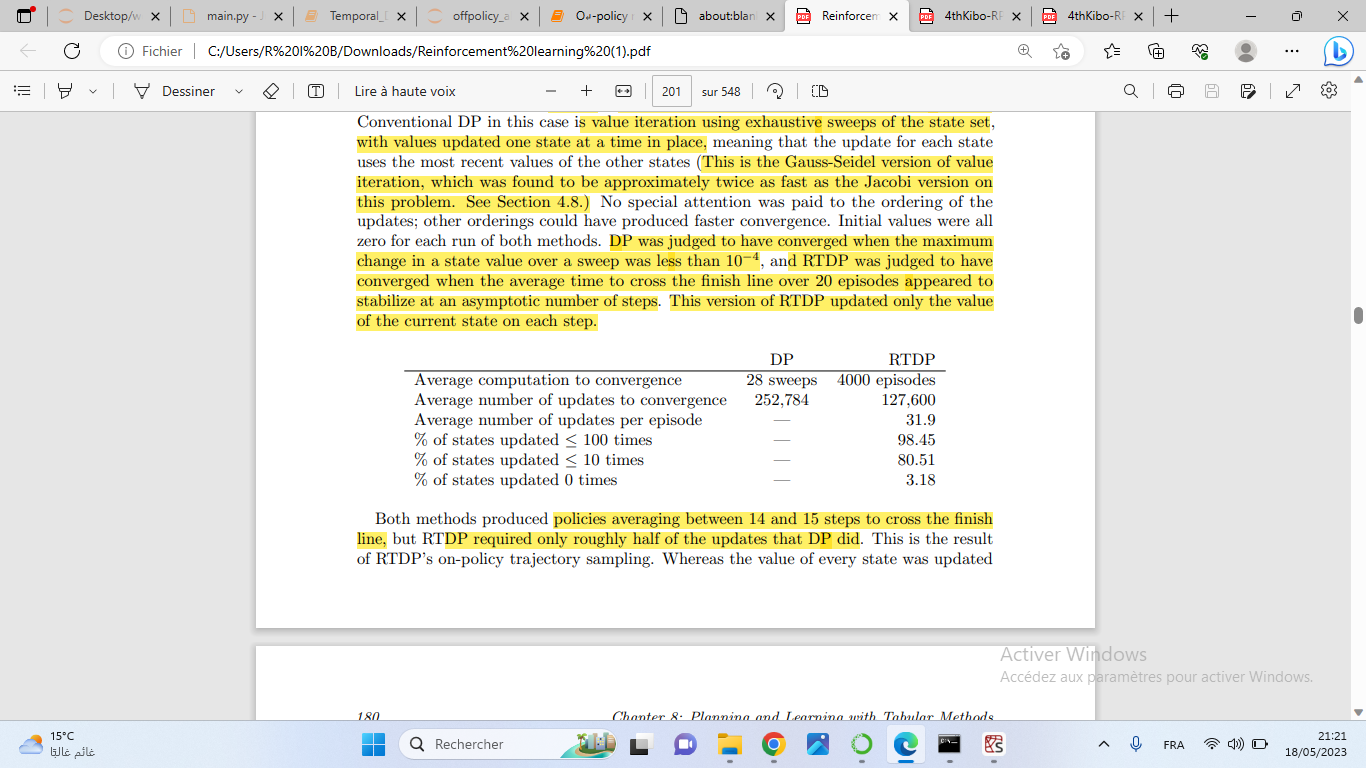 Desktop/w
main.py - J
Temporal_D
offpolicy_a
Off-policy
about:blan
Reinforcem
4thKibo-RP
4thKibo-RP
Fichier
C:/Users/R%20I%20B/Downloads/Reinforcement%20learning%20(1).pdf
Dessiner
Lire à haute voix
201
sur 548
Conventional DP in this case is value iteration using exhaustive sweeps of the state set,
with values updated one state at a time in place, meaning that the update for each state
uses the most recent values of the other states (This is the Gauss-Seidel version of value
iteration, which was found to be approximately twice as fast as the Jacobi version on
this problem. See Section 4.8.) No special attention was paid to the ordering of the
updates; other orderings could have produced faster convergence. Initial values were all
zero for each run of both methods. DP was judged to have converged when the maximum
change in a state value over a sweep was less than 10⁻⁴, and RTDP was judged to have
converged when the average time to cross the finish line over 20 episodes appeared to
stabilize at an asymptotic number of steps. This version of RTDP updated only the value
of the current state on each step.
DP RTDP
Average computation to convergence 28 sweeps 4000 episodes
Average number of updates to convergence 252,784 127,600
Average number of updates per episode — 31.9
% of states updated ≤ 100 times — 98.45
% of states updated ≤ 10 times — 80.51
% of states updated 0 times — 3.18
Both methods produced policies averaging between 14 and 15 steps to cross the finish
line, but RTDP required only roughly half of the updates that DP did. This is the result
of RTDP's on-policy trajectory sampling. Whereas the value of every state was updated
Activer Windows
Accédez aux paramètres pour activer Windows.
180 Chapter 8: Planning and Learning with Tabular Methods
15°C
غائم غالبًا
Rechercher
FRA
21:21
18/05/2023